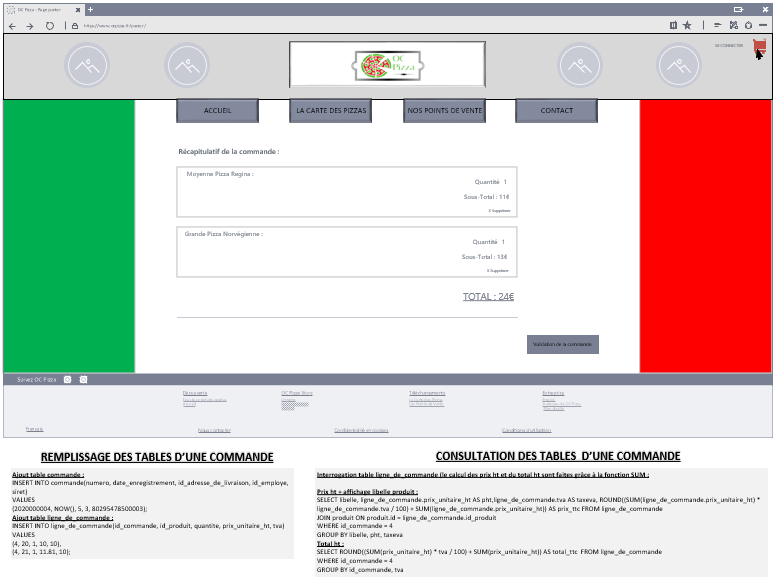 OC Pizza - Page panier
https://www.ocpizza.fr/panier/
SE CONNECTER
OC
Pizza
ACCUEIL
LA CARTE DES PIZZAS
NOS POINTS DE VENTE
CONTACT
Récapitulatif de la commande :
Moyenne Pizza Regina :
Quantité 1
Sous-Total : 11€
X Supprimer
Grande Pizza Norvégienne :
Quantité 1
Sous-Total : 13€
X Supprimer
TOTAL : 24€
Validation de la commande
Suivez OC Pizza
Découverte
OC Pizza Store
Téléchargements
Entreprise
Français
Nous contacter
Confidentialité et cookies
Conditions d'utilisation
REMPLISSAGE DES TABLES D'UNE COMMANDE
Ajout table commande :
INSERT INTO commande(numero, date_enregistrement, id_adresse_de_livraison, id_employe,
siret)
VALUES
(2020000004, NOW(), 5, 3, 80295478500003);
Ajout table ligne_de_commande :
INSERT INTO ligne_de_commande(id_commande, id_produit, quantite, prix_unitaire_ht, tva)
VALUES
(4, 20, 1, 10, 10),
(4, 21, 1, 11.81, 10);
CONSULTATION DES TABLES D'UNE COMMANDE
Interrogation table ligne_de_commande (le calcul des prix ht et du total ht sont faites grâce à la fonction SUM :
Prix ht + affichage libelle produit :
SELECT libelle, ligne_de_commande.prix_unitaire_ht AS pht,ligne_de_commande.tva AS taxeva, ROUND((SUM(ligne_de_commande.prix_unitaire_ht) *
ligne_de_commande.tva / 100) + SUM(ligne_de_commande.prix_unitaire_ht)) AS prix_ttc FROM ligne_de_commande
JOIN produit ON produit.id = ligne_de_commande.id_produit
WHERE id_commande = 4
GROUP BY libelle, pht, taxeva
Total ht :
SELECT ROUND((SUM(prix_unitaire_ht) * tva / 100) + SUM(prix_unitaire_ht)) AS total_ttc FROM ligne_de_commande
WHERE id_commande = 4
GROUP BY id_commande, tva